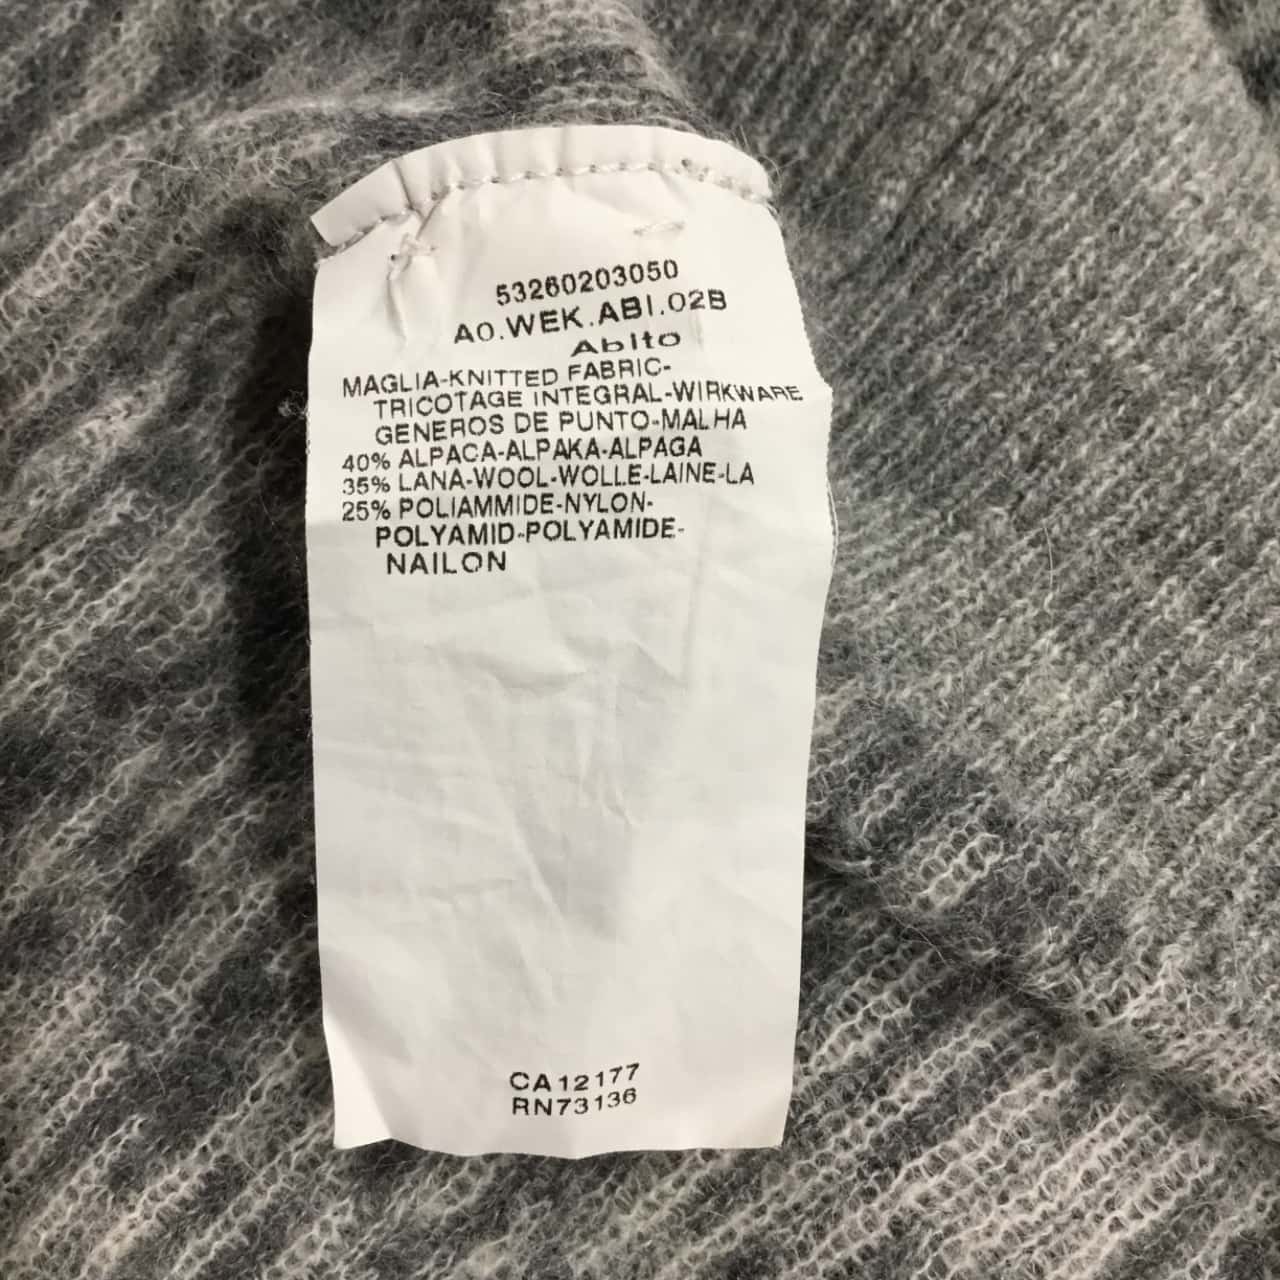 53260203050
A0.WEK.ABI.02B
Abito
MAGLIA-KNITTED FABRIC-
TRICOTAGE INTEGRAL-WIRKWARE
GENEROS DE PUNTO-MALHA
40% ALPACA-ALPAKA-ALPAGA
35% LANA-WOOL-WOLLE-LAINE-LA
25% POLIAMMIDE-NYLON-
POLYAMID-POLYAMIDE-
NAILON
CA12177
RN73136